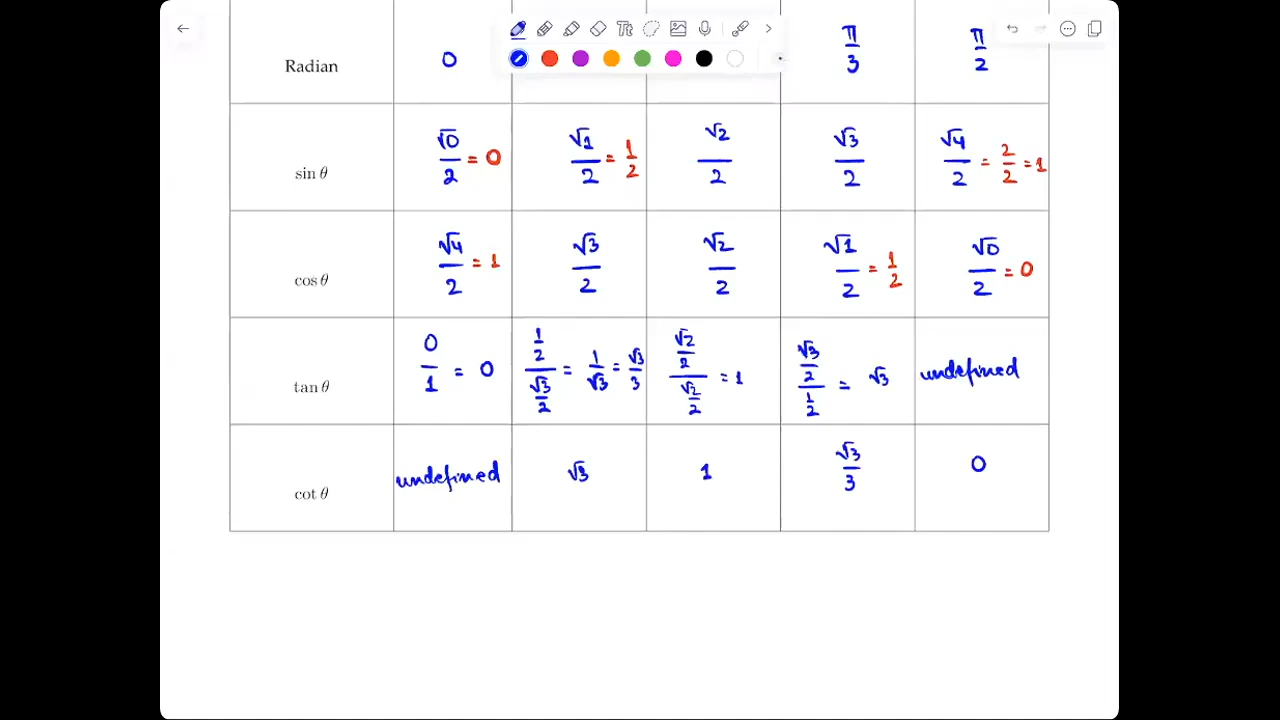 Tt
Radian 0 π/3 π/2
sin θ √0/2 = 0 √1/2 = 1/2 √2/2 √3/2 √4/2 = 2/2 = 1
cos θ √4/2 = 1 √3/2 √2/2 √1/2 = 1/2 √0/2 = 0
tan θ 0/1 = 0 (1/2)/(√3/2) = 1/√3 = √3/3 (√2/2)/(√2/2) = 1 (√3/2)/(1/2) = √3 undefined
cot θ undefined √3 1 √3/3 0